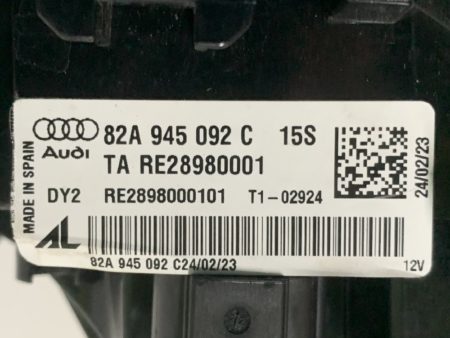 MADE IN SPAIN
Audi
82A 945 092 C 15S
TA RE28980001
DY2 RE2898000101 T1-02924
24/02/23
AL
82A 945 092 C24/02/23
12V